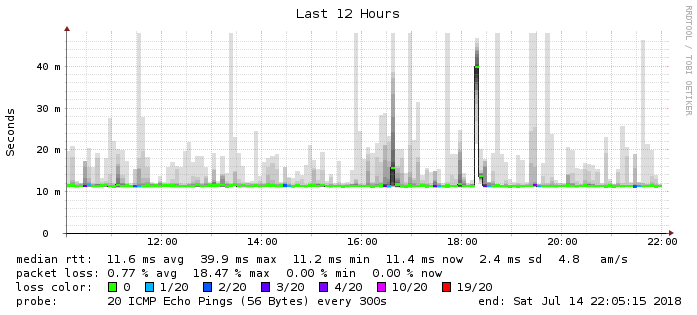 Last 12 Hours
RRDTOOL / TOBI OETIKER
Seconds
40 m
30 m
20 m
10 m
0
12:00 14:00 16:00 18:00 20:00 22:00
median rtt: 11.6 ms avg 39.9 ms max 11.2 ms min 11.4 ms now 2.4 ms sd 4.8 am/s
packet loss: 0.77 % avg 18.47 % max 0.00 % min 0.00 % now
loss color: 0 1/20 2/20 3/20 4/20 10/20 19/20
probe: 20 ICMP Echo Pings (56 Bytes) every 300s end: Sat Jul 14 22:05:15 2018